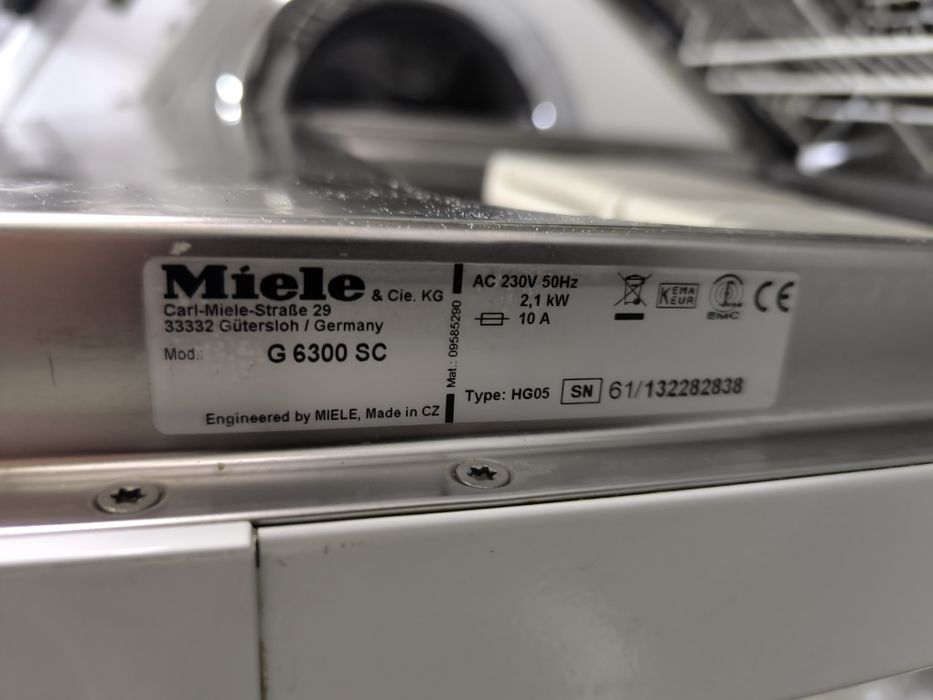 Miele & Cie. KG
Carl-Miele-Straße 29
33332 Gütersloh / Germany
Mod.: G 6300 SC
Engineered by MIELE, Made in CZ
Mat.: 09585290
AC 230V 50Hz
2,1 kW
10 A
KEMA
KEUR
EMC
CE
Type: HG05 SN 61/132282838